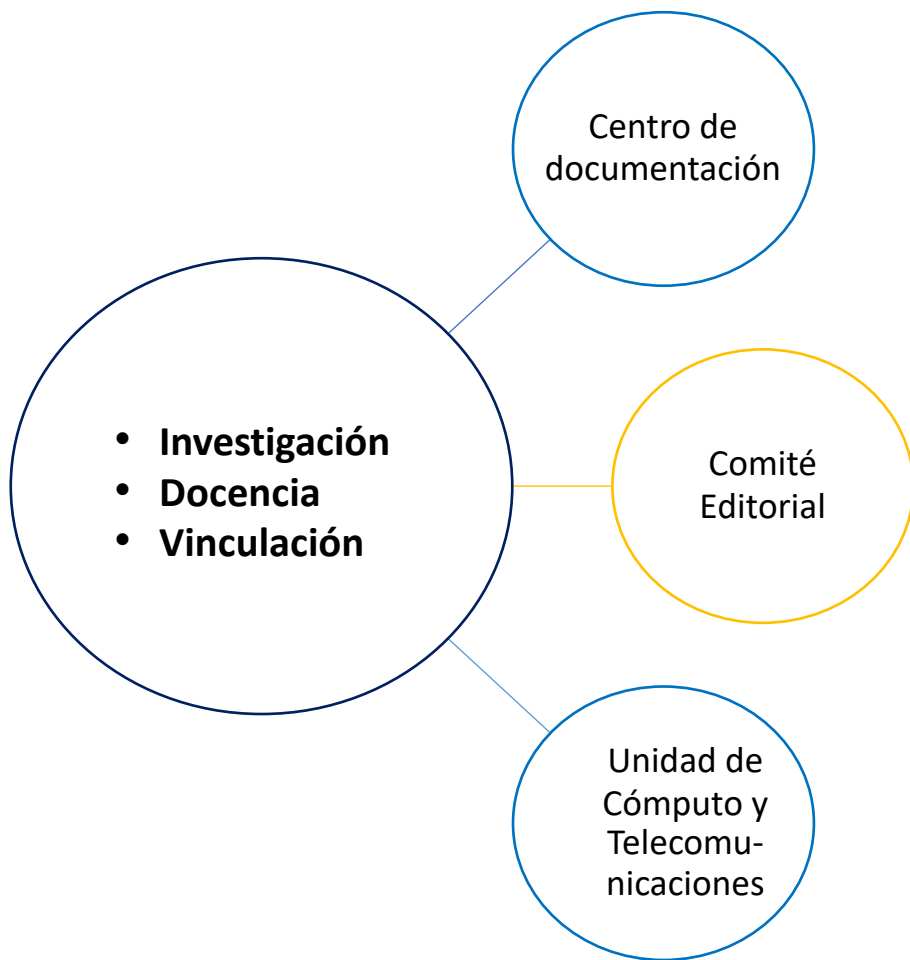 Centro de
documentación
• Investigación
• Docencia
• Vinculación
Comité
Editorial
Unidad de
Cómputo y
Telecomu-
nicaciones